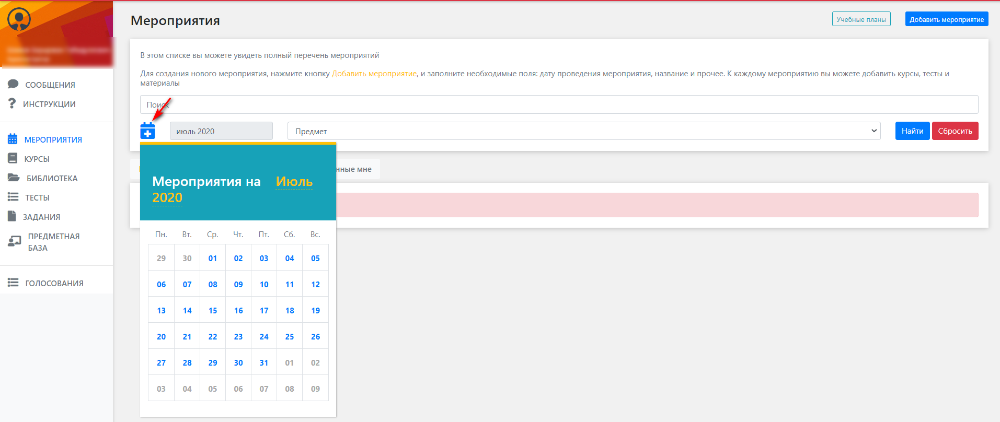 СООБЩЕНИЯ
ИНСТРУКЦИИ
МЕРОПРИЯТИЯ
КУРСЫ
БИБЛИОТЕКА
ТЕСТЫ
ЗАДАНИЯ
ПРЕДМЕТНАЯ
БАЗА
ГОЛОСОВАНИЯ
Мероприятия
Учебные планы
Добавить мероприятие
В этом списке вы можете увидеть полный перечень мероприятий
Для создания нового мероприятия, нажмите кнопку Добавить мероприятие, и заполните необходимые поля: дату проведения мероприятия, название и прочее. К каждому мероприятию вы можете добавить курсы, тесты и
материалы
Поиск
июль 2020
Предмет
Найти
Сбросить
нные мне
Мероприятия на Июль
2020
Пн. Вт. Ср. Чт. Пт. Сб. Вс.
29 30 01 02 03 04 05
06 07 08 09 10 11 12
13 14 15 16 17 18 19
20 21 22 23 24 25 26
27 28 29 30 31 01 02
03 04 05 06 07 08 09